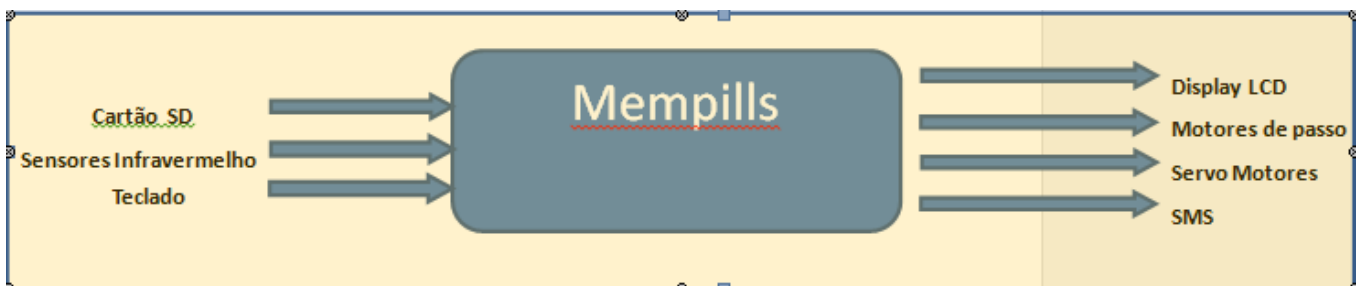 Cartão SD
Sensores Infravermelho
Teclado
Mempills
Display LCD
Motores de passo
Servo Motores
SMS